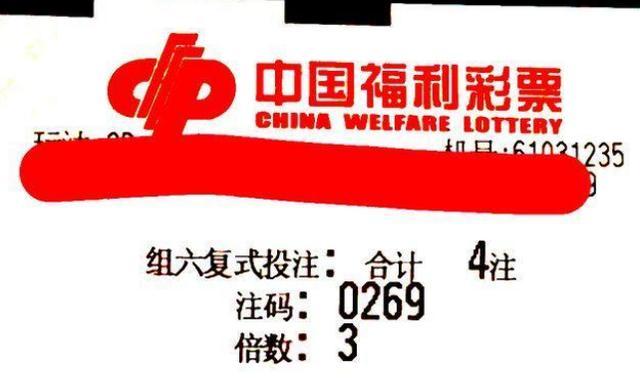 中国福利彩票
CHINA WELFARE LOTTERY
机号:61031235
组六复式投注: 合计 4注
注码: 0269
倍数: 3